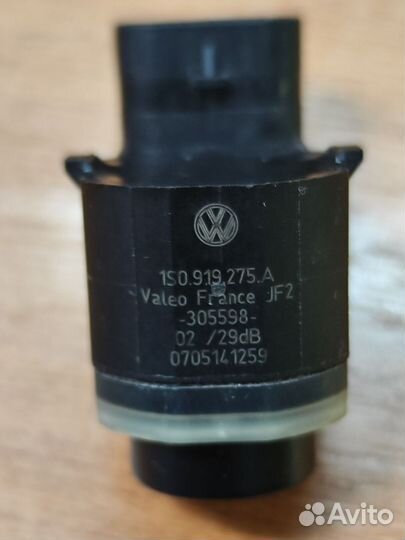 1S0.919.275.A
Valeo France JF2
-305598-
02 /29dB
0705141259
Avito